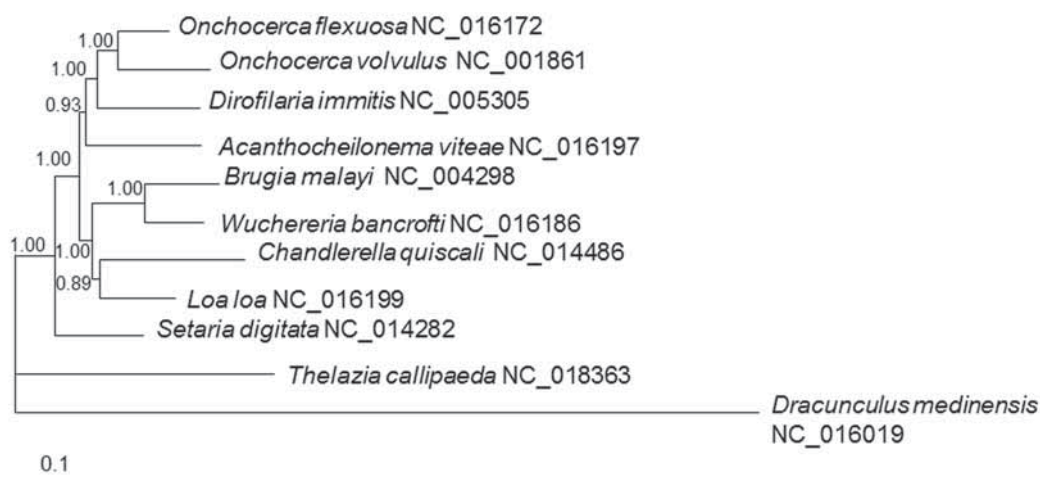 Onchocerca flexuosa NC_016172
1.00
Onchocerca volvulus NC_001861
1.00
Dirofilaria immitis NC_005305
0.93
Acanthocheilonema viteae NC_016197
1.00
Brugia malayi NC_004298
1.00
Wuchereria bancrofti NC_016186
1.00
1.00
Chandlerella quiscali NC_014486
0.89
Loa loa NC_016199
Setaria digitata NC_014282
Thelazia callipaeda NC_018363
Dracunculus medinensis
NC_016019
0.1